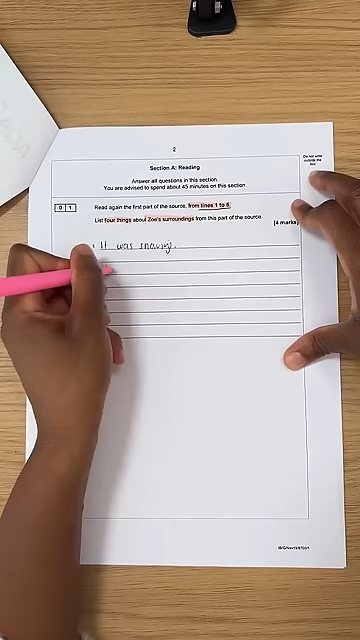 2
Do not write
outside the
box
Section A: Reading
Answer all questions in this section.
You are advised to spend about 45 minutes on this section.
0 1
Read again the first part of the source, from lines 1 to 6.
List four things about Zoe's surroundings from this part of the source.
[4 marks]
It was snowing.
IB/G/Nov19/8700/1